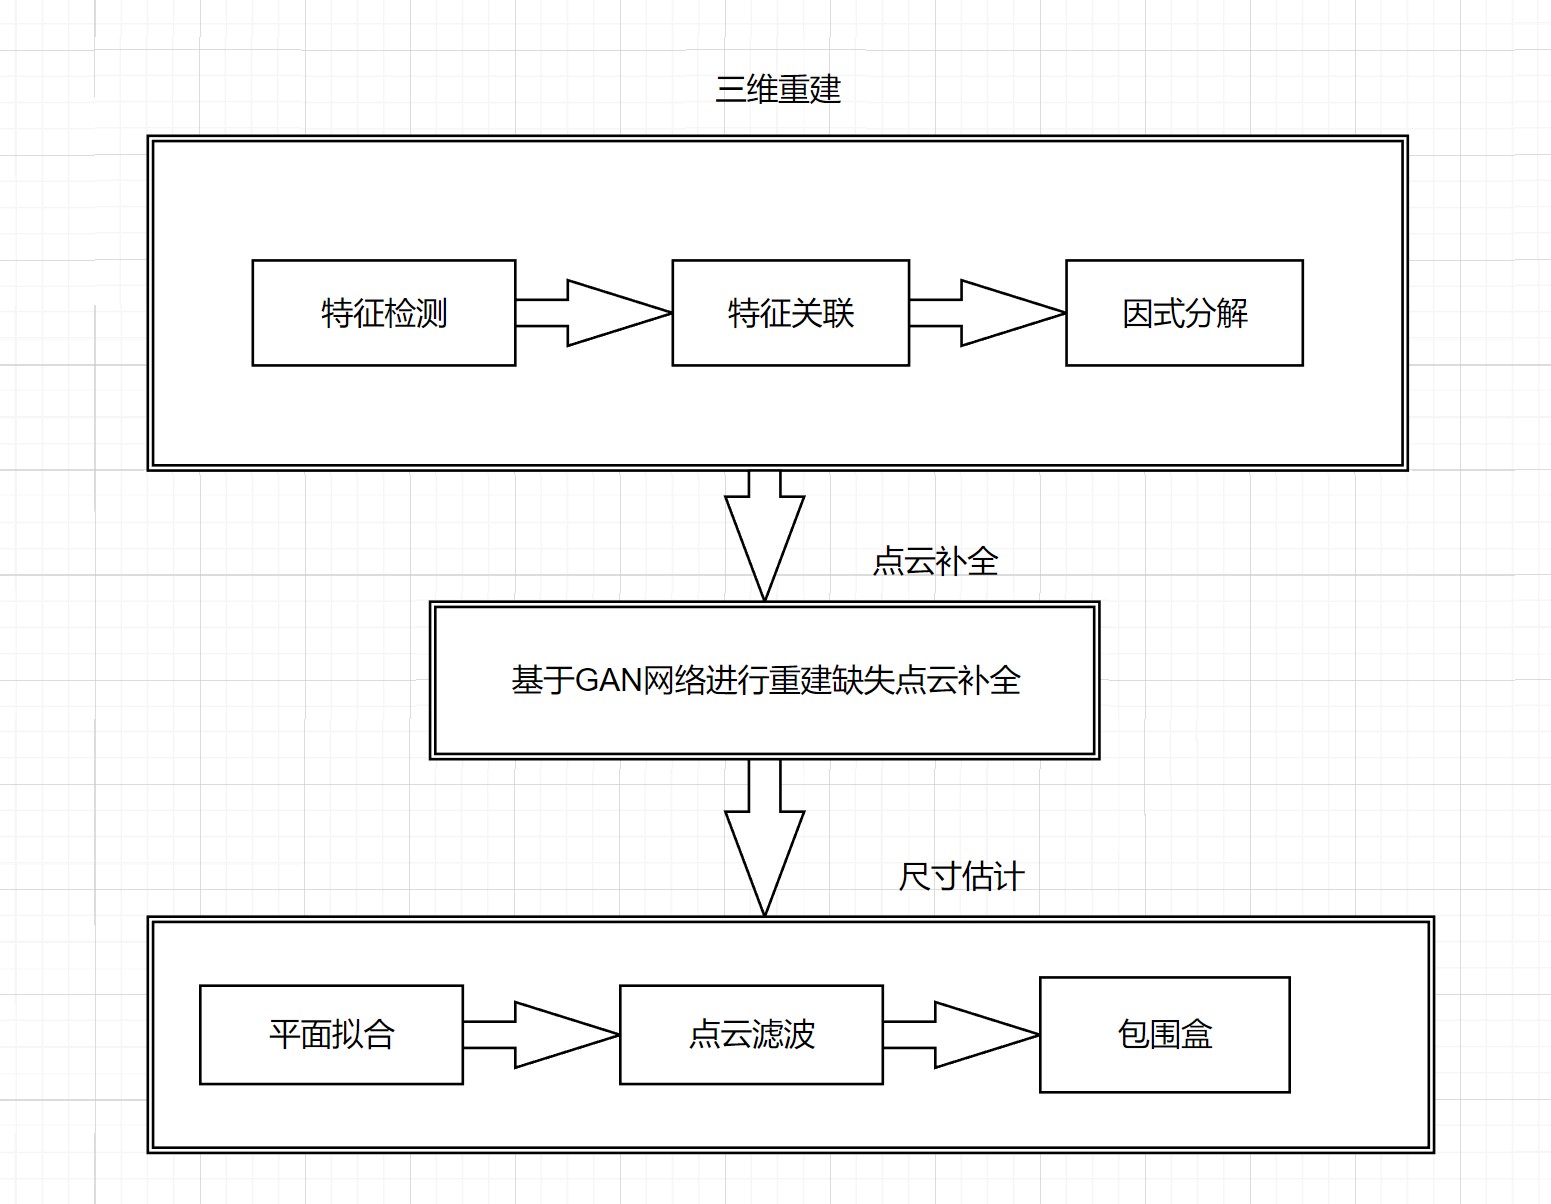 三维重建
特征检测
特征关联
因式分解
点云补全
基于GAN网络进行重建缺失点云补全
尺寸估计
平面拟合
点云滤波
包围盒